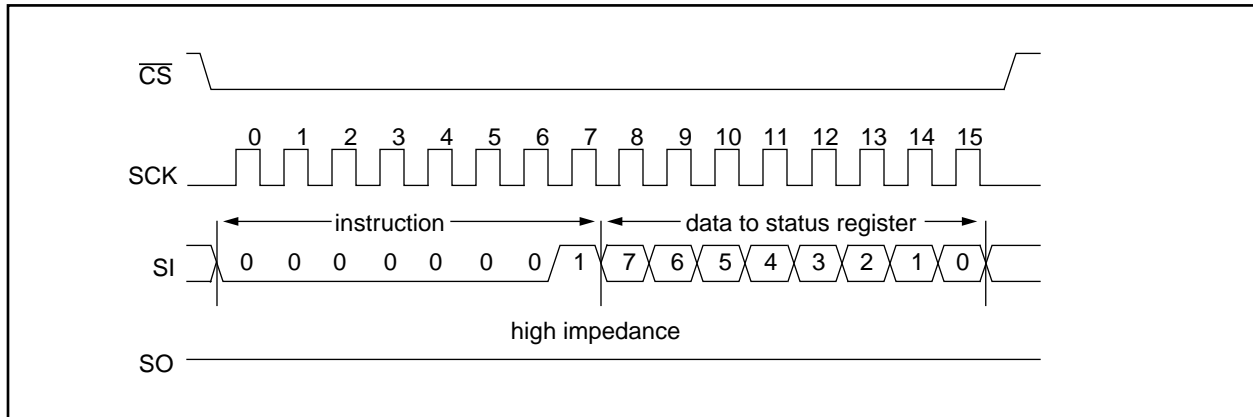 CS
0 1 2 3 4 5 6 7 8 9 10 11 12 13 14 15
SCK
instruction data to status register
SI 0 0 0 0 0 0 0 1 7 6 5 4 3 2 1 0
high impedance
SO